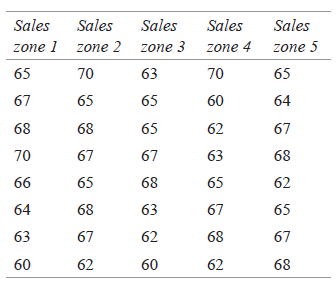 Sales Sales Sales Sales Sales
zone 1 zone 2 zone 3 zone 4 zone 5
65 70 63 70 65
67 65 65 60 64
68 68 65 62 67
70 67 67 63 68
66 65 68 65 62
64 68 63 67 65
63 67 62 68 67
60 62 60 62 68